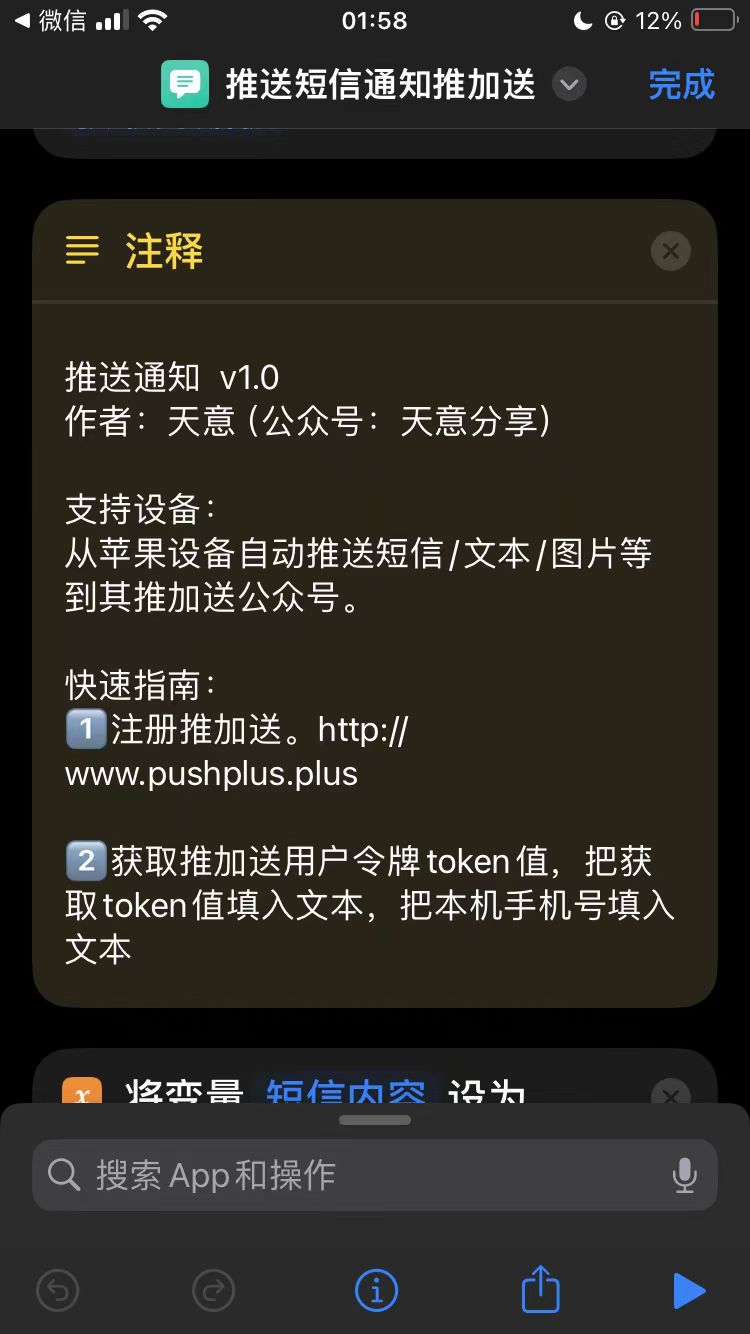 微信
01:58
12%
推送短信通知推加送
完成
注释
推送通知 v1.0
作者：天意（公众号：天意分享）
支持设备：
从苹果设备自动推送短信/文本/图片等
到其推加送公众号。
快速指南：
1注册推加送。http://
www.pushplus.plus
2获取推加送用户令牌token值，把获
取token值填入文本，把本机手机号填入
文本
x 将变量 短信内容 设为
搜索App和操作